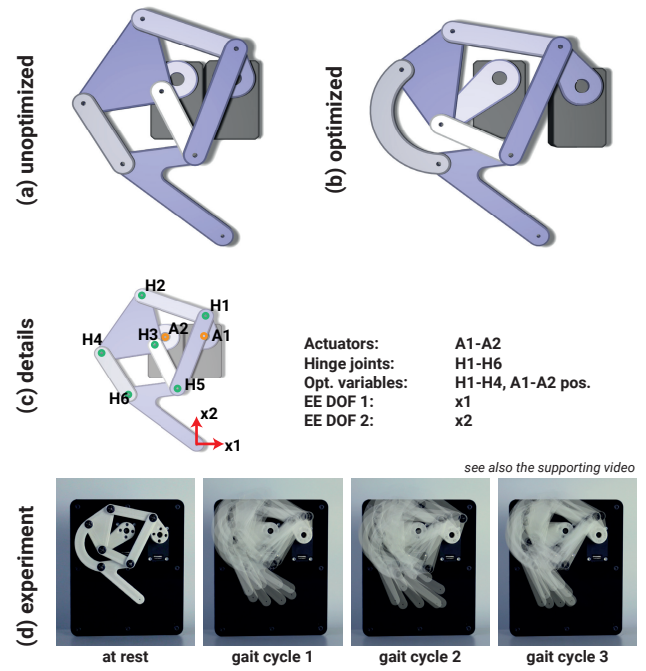 (a) unoptimized
(b) optimized
(c) details
H2
H1
H3
A2
A1
H4
H5
H6
x2
x1
Actuators: A1-A2
Hinge joints: H1-H6
Opt. variables: H1-H4, A1-A2 pos.
EE DOF 1: x1
EE DOF 2: x2
see also the supporting video
(d) experiment
at rest
gait cycle 1
gait cycle 2
gait cycle 3